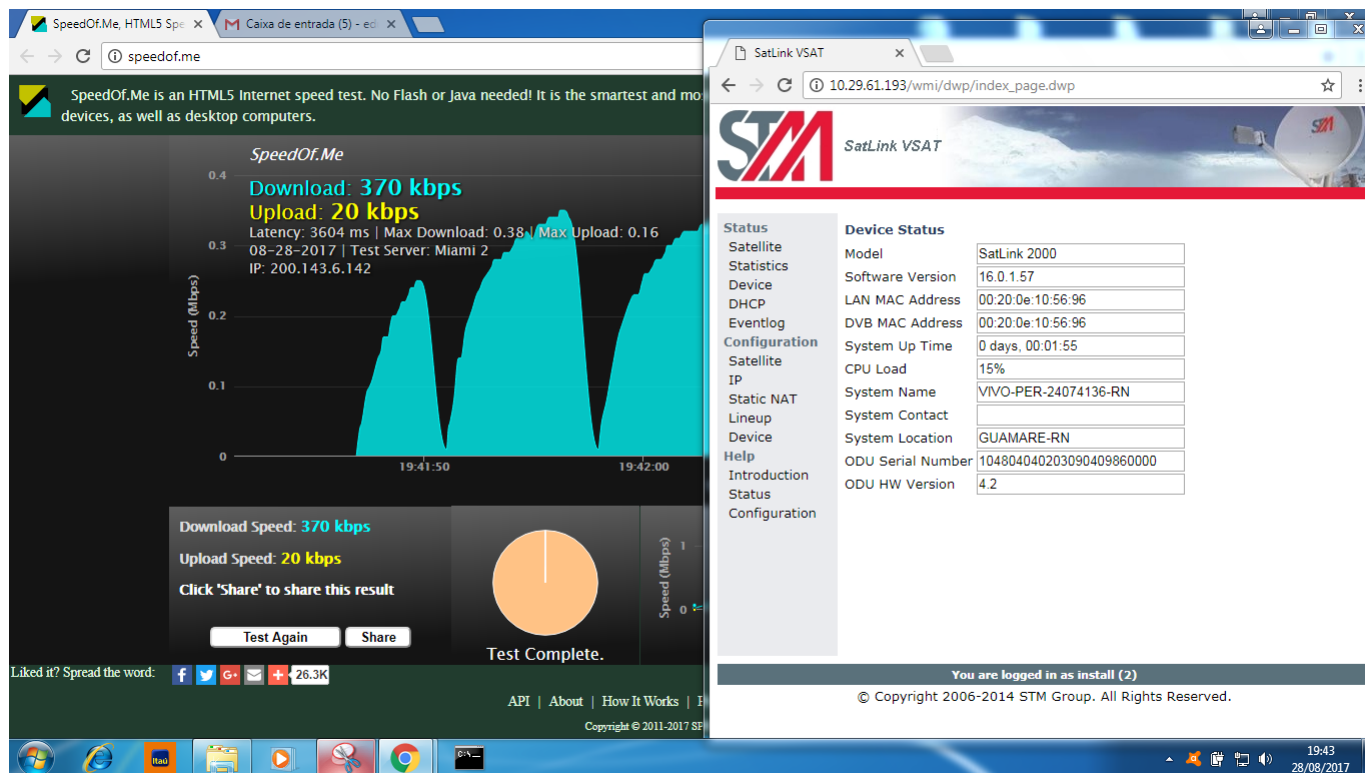 SpeedOf.Me, HTML5 Spe
Caixa de entrada (5) - ed
speedof.me
SpeedOf.Me is an HTML5 Internet speed test. No Flash or Java needed! It is the smartest and mo
devices, as well as desktop computers.
SpeedOf.Me
Download: 370 kbps
Upload: 20 kbps
Latency: 3604 ms | Max Download: 0.38 | Max Upload: 0.16
08-28-2017 | Test Server: Miami 2
IP: 200.143.6.142
Speed (Mbps)
0.4
0.3
0.2
0.1
0
19:41:50
19:42:00
Download Speed: 370 kbps
Upload Speed: 20 kbps
Click 'Share' to share this result
Test Again
Share
Test Complete.
Speed (Mbps)
1
0
Liked it? Spread the word:
26.3K
API | About | How It Works |
Copyright © 2011-2017 SP
SatLink VSAT
10.29.61.193/wmi/dwp/index_page.dwp
STM
SatLink VSAT
STM
Status
Satellite
Statistics
Device
DHCP
Eventlog
Configuration
Satellite
IP
Static NAT
Lineup
Device
Help
Introduction
Status
Configuration
Device Status
Model SatLink 2000
Software Version 16.0.1.57
LAN MAC Address 00:20:0e:10:56:96
DVB MAC Address 00:20:0e:10:56:96
System Up Time 0 days, 00:01:55
CPU Load 15%
System Name VIVO-PER-24074136-RN
System Contact
System Location GUAMARE-RN
ODU Serial Number 104804040203090409860000
ODU HW Version 4.2
You are logged in as install (2)
© Copyright 2006-2014 STM Group. All Rights Reserved.
Itaú
C:\_
19:43
28/08/2017